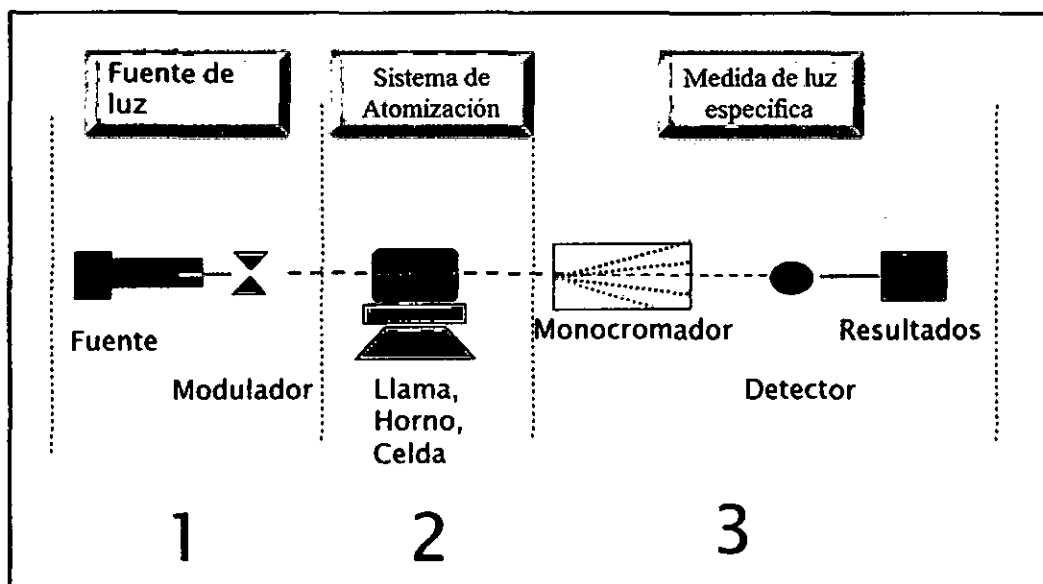 Fuente de
luz
Sistema de
Atomización
Medida de luz
especifica
Fuente
Modulador
Llama,
Horno,
Celda
Monocromador
Detector
Resultados
1
2
3